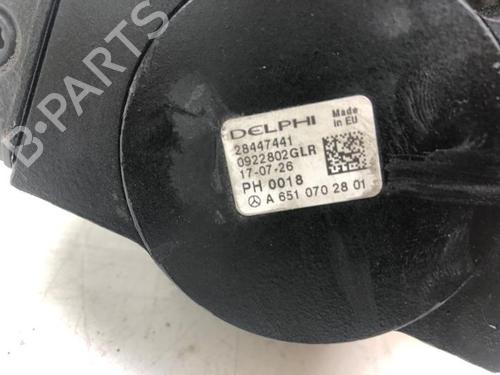 DELPHI
Made
in EU
28447441
0922802GLR
17-07-26
PH 0018
A 651 070 28 01
B-PARTS